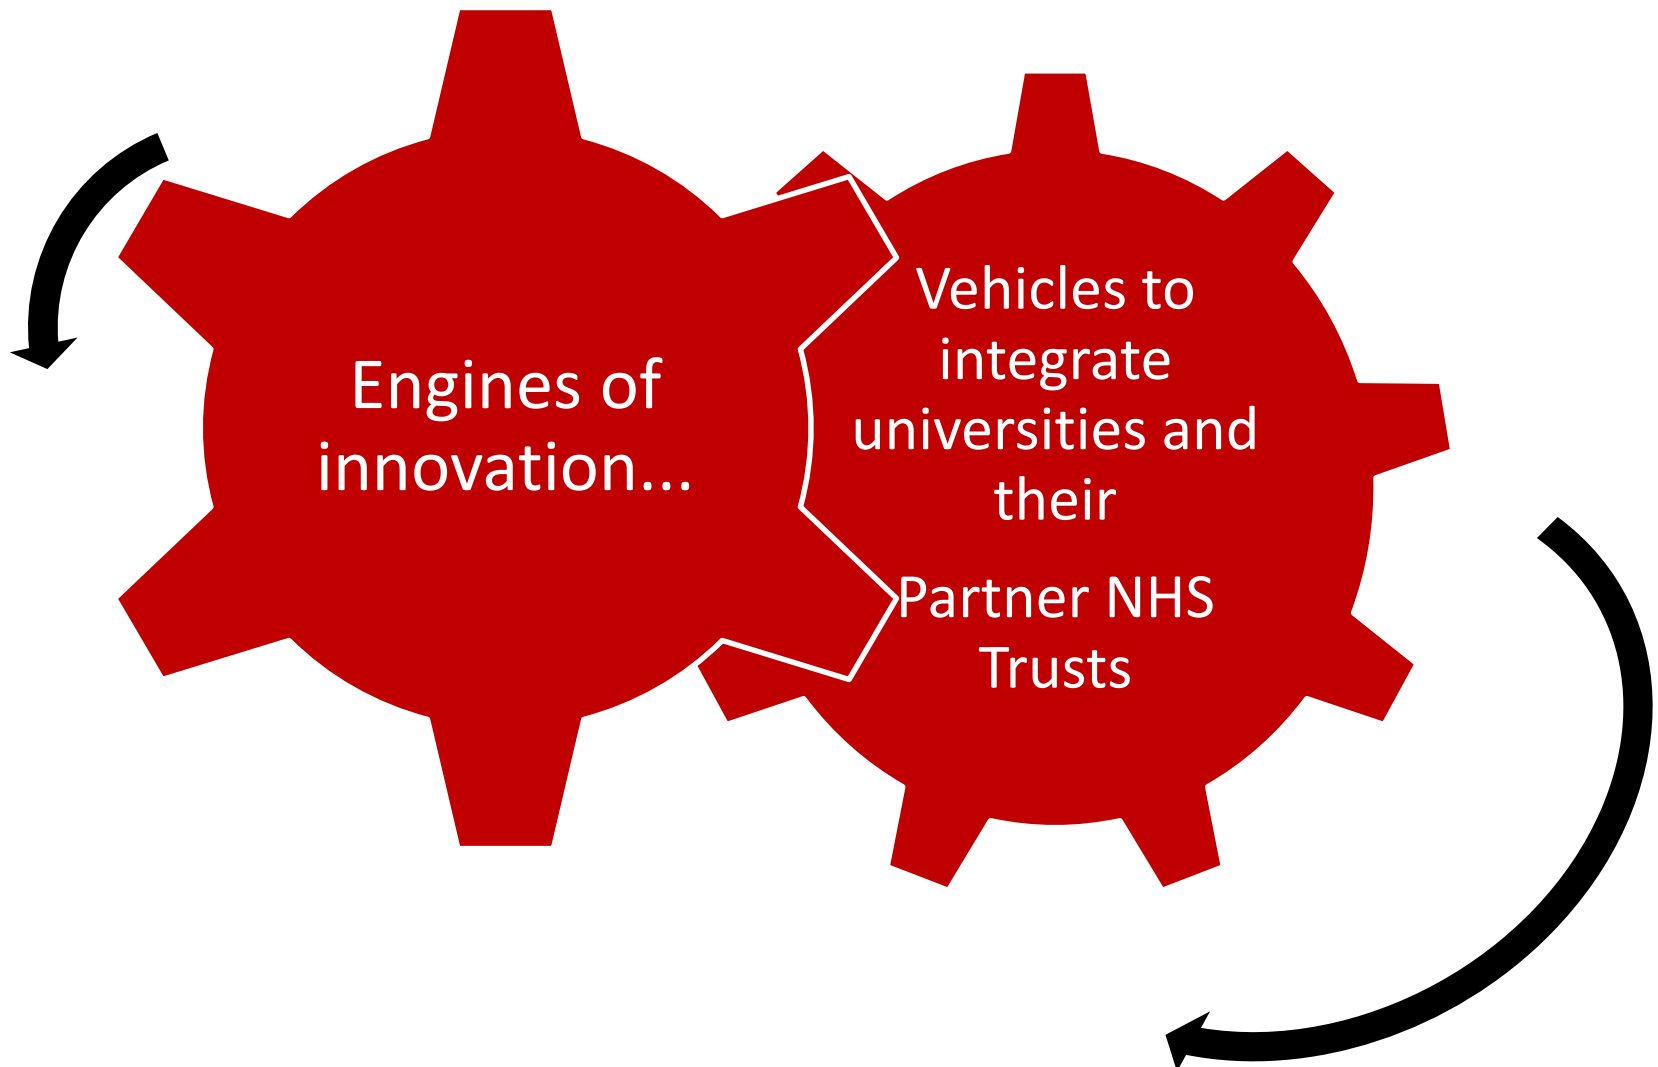 Engines of
innovation...
Vehicles to
integrate
universities and
their
Partner NHS
Trusts